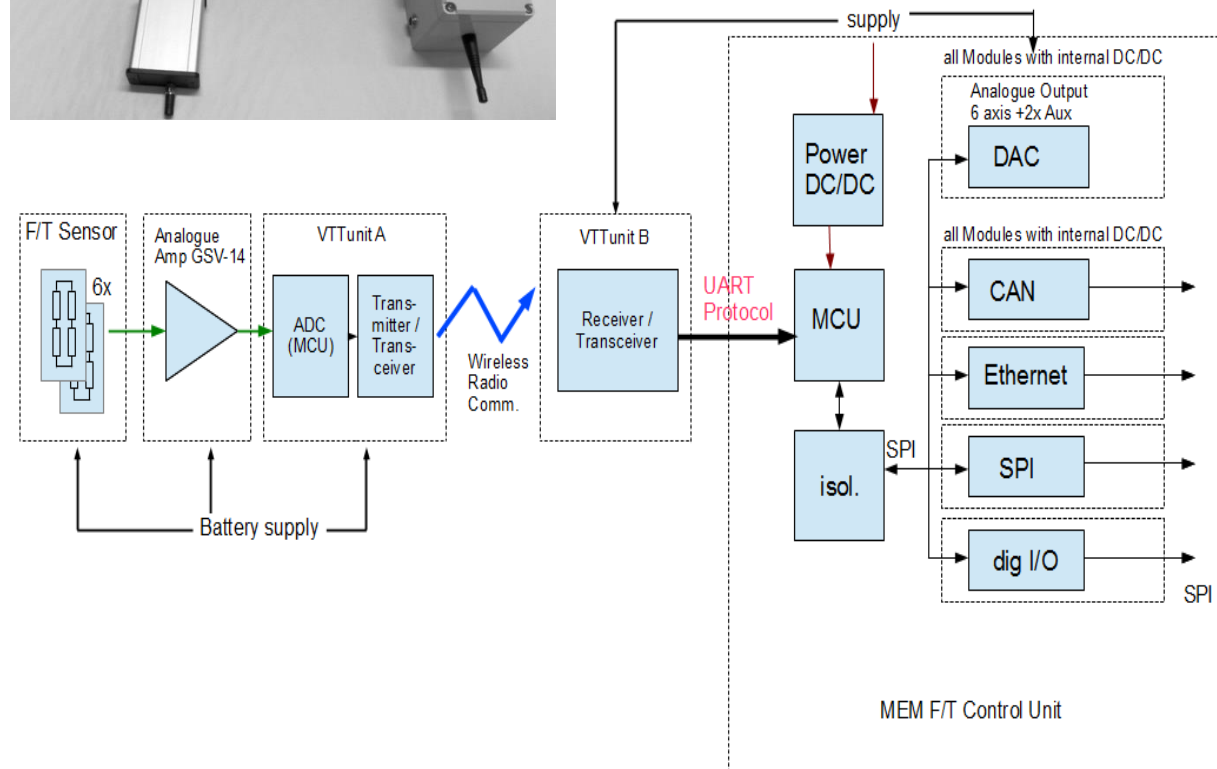 supply
all Modules with internal DC/DC
Analogue Output
6 axis +2x Aux
DAC
Power
DC/DC
F/T Sensor
6x
Analogue
Amp GSV-14
VTTunit A
ADC
(MCU)
Trans-
mitter /
Trans-
ceiver
Wireless
Radio
Comm.
VTTunit B
Receiver /
Transceiver
UART
Protocol
MCU
isol.
SPI
all Modules with internal DC/DC
CAN
Ethernet
SPI
dig I/O
SPI
Battery supply
MEM F/T Control Unit